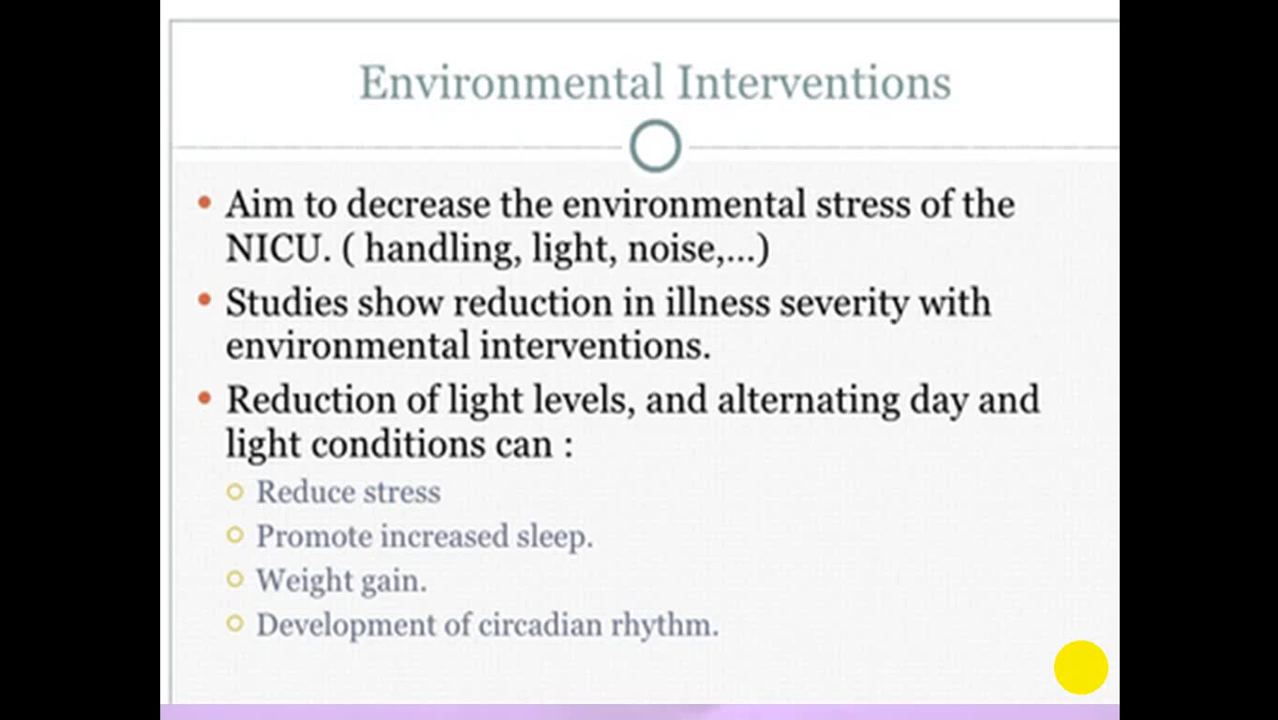 Environmental Interventions
• Aim to decrease the environmental stress of the
NICU. ( handling, light, noise,...)
• Studies show reduction in illness severity with
environmental interventions.
• Reduction of light levels, and alternating day and
light conditions can :
○ Reduce stress
○ Promote increased sleep.
○ Weight gain.
○ Development of circadian rhythm.